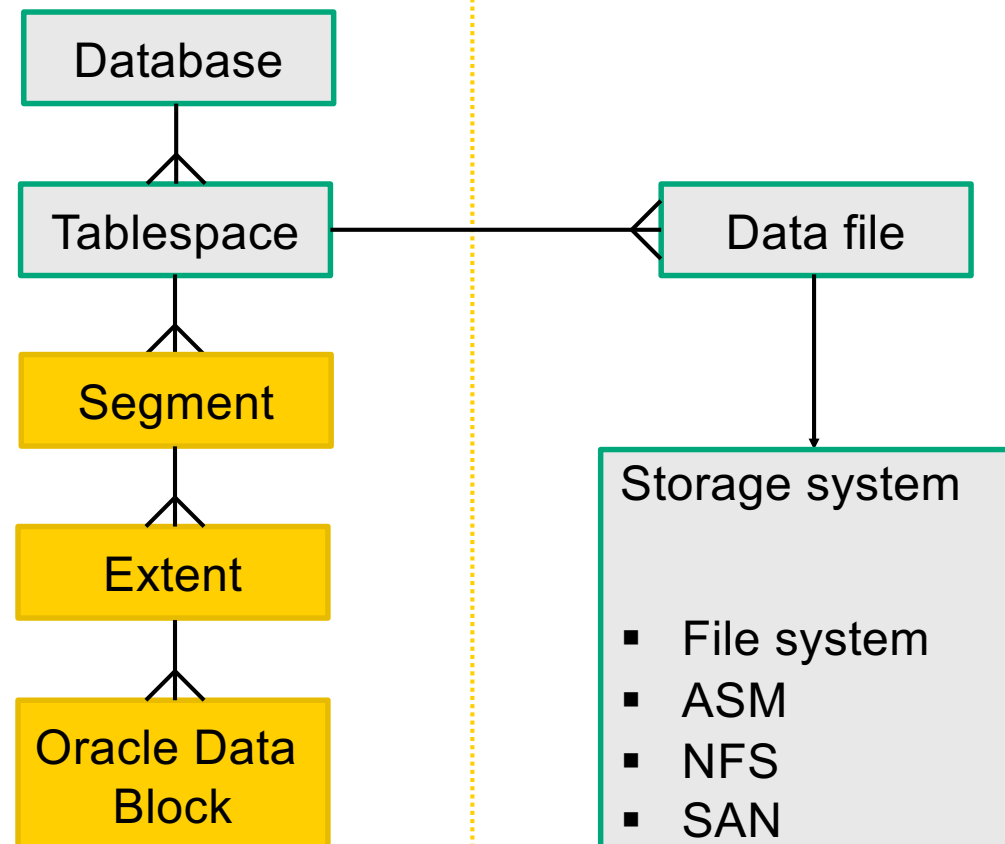 Database
Tablespace
Data file
Segment
Extent
Oracle Data
Block
Storage system
▪ File system
▪ ASM
▪ NFS
▪ SAN